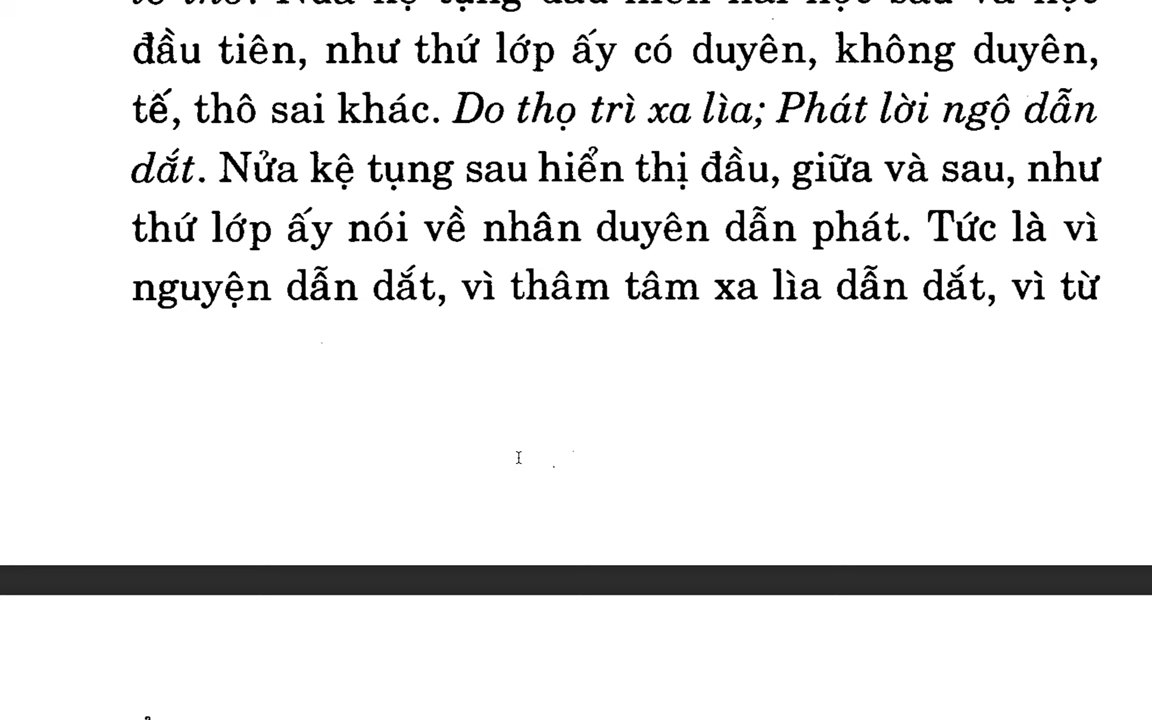 đầu tiên, như thứ lớp ấy có duyên, không duyên,
tế, thô sai khác. Do thọ trì xa lìa; Phát lời ngộ dẫn
dắt. Nửa kệ tụng sau hiển thị đầu, giữa và sau, như
thứ lớp ấy nói về nhân duyên dẫn phát. Tức là vì
nguyện dẫn dắt, vì thâm tâm xa lìa dẫn dắt, vì từ